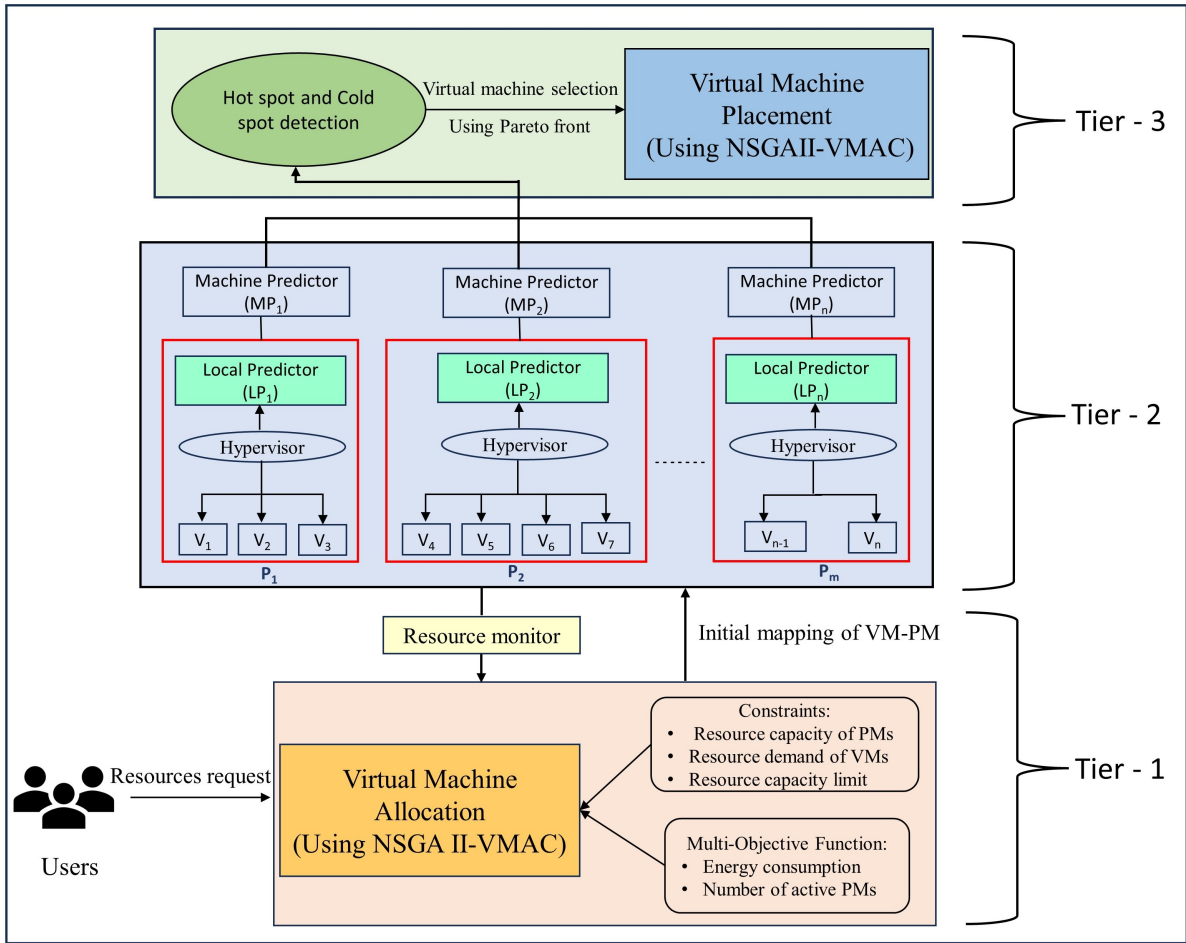 Hot spot and Cold
spot detection
Virtual machine selection
Using Pareto front
Virtual Machine
Placement
(Using NSGAII-VMAC)
Tier - 3
Machine Predictor
(MP1)
Machine Predictor
(MP2)
Machine Predictor
(MPn)
Local Predictor
(LP1)
Local Predictor
(LP2)
Local Predictor
(LPn)
Hypervisor
Hypervisor
Hypervisor
V1
V2
V3
V4
V5
V6
V7
Vn-1
Vn
P1
P2
Pm
Tier - 2
Resource monitor
Initial mapping of VM-PM
Users
Resources request
Virtual Machine
Allocation
(Using NSGA II-VMAC)
Constraints:
• Resource capacity of PMs
• Resource demand of VMs
• Resource capacity limit
Multi-Objective Function:
• Energy consumption
• Number of active PMs
Tier - 1